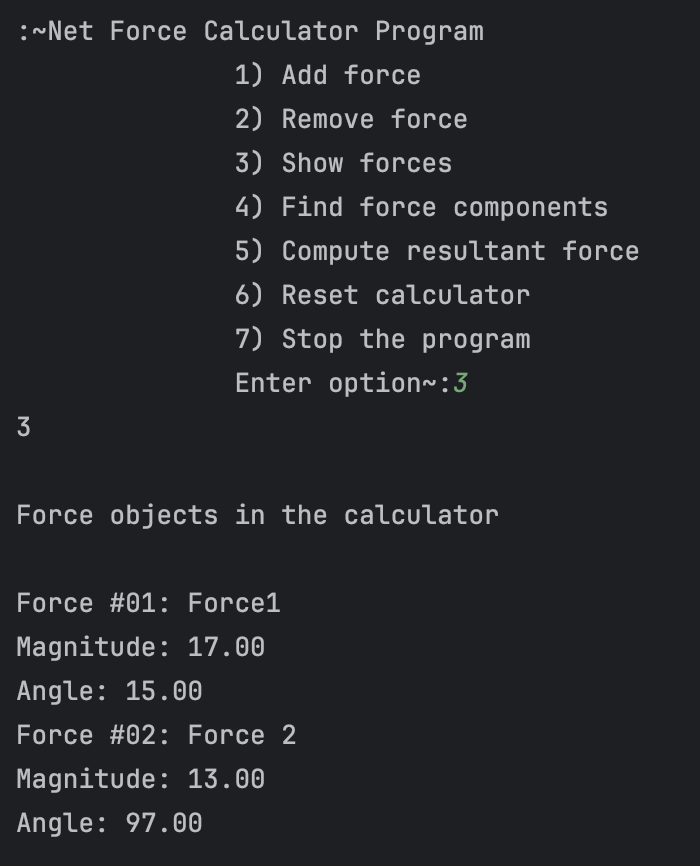 :~Net Force Calculator Program
1) Add force
2) Remove force
3) Show forces
4) Find force components
5) Compute resultant force
6) Reset calculator
7) Stop the program
Enter option~:3
3
Force objects in the calculator
Force #01: Force1
Magnitude: 17.00
Angle: 15.00
Force #02: Force 2
Magnitude: 13.00
Angle: 97.00